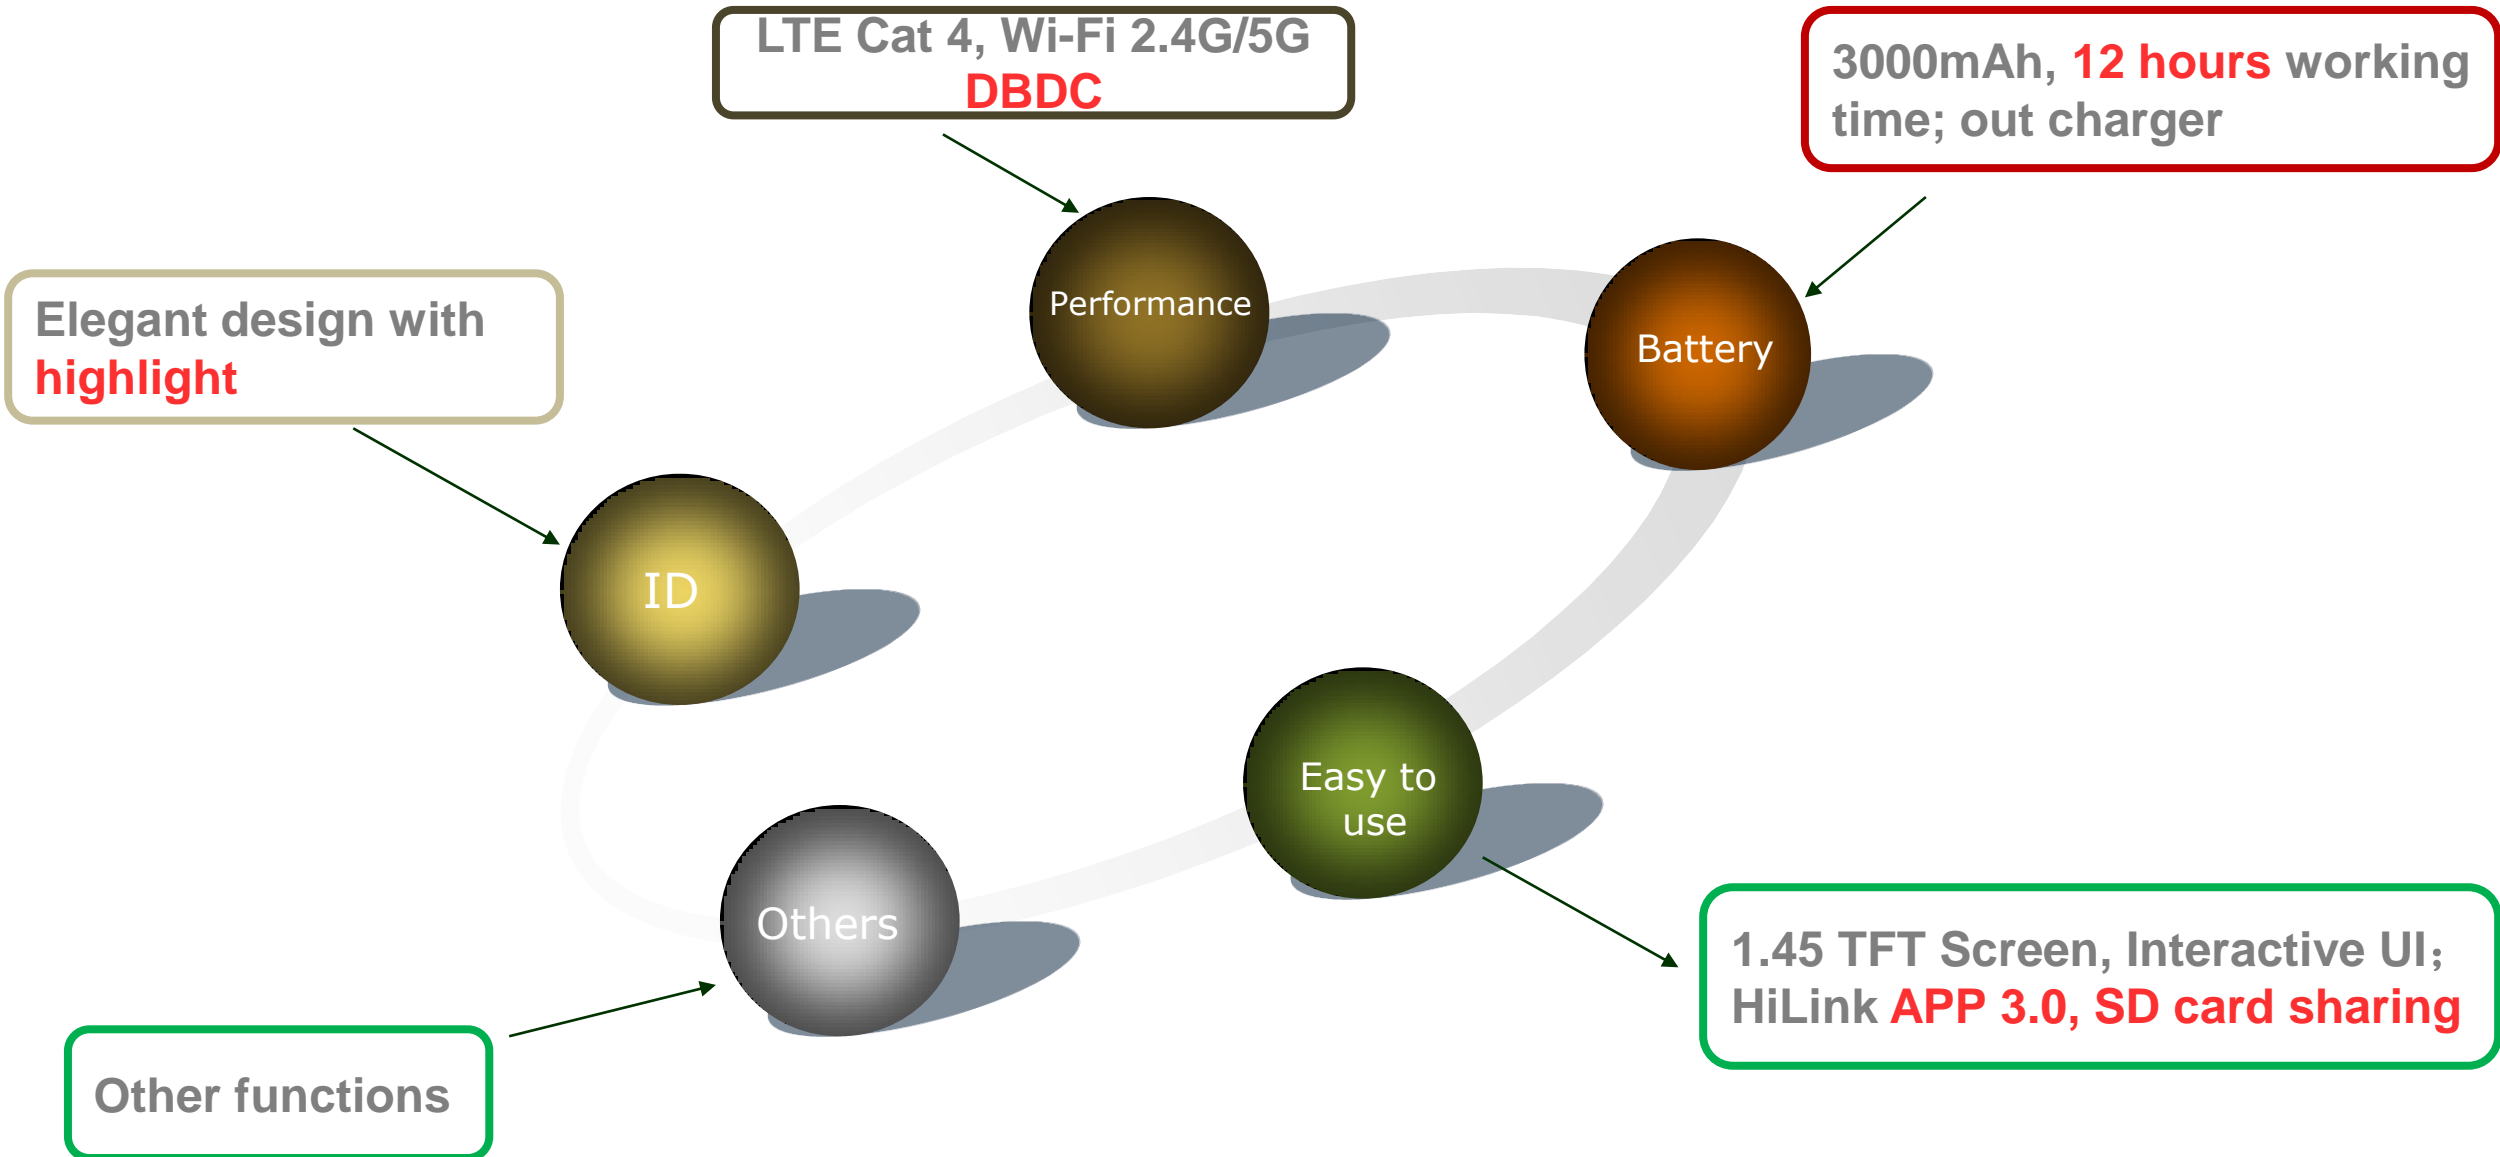 LTE Cat 4, Wi-Fi 2.4G/5G
DBDC
3000mAh, 12 hours working
time; out charger
Elegant design with
highlight
Performance
Battery
ID
Easy to
use
Others
1.45 TFT Screen, Interactive UI；
HiLink APP 3.0, SD card sharing
Other functions